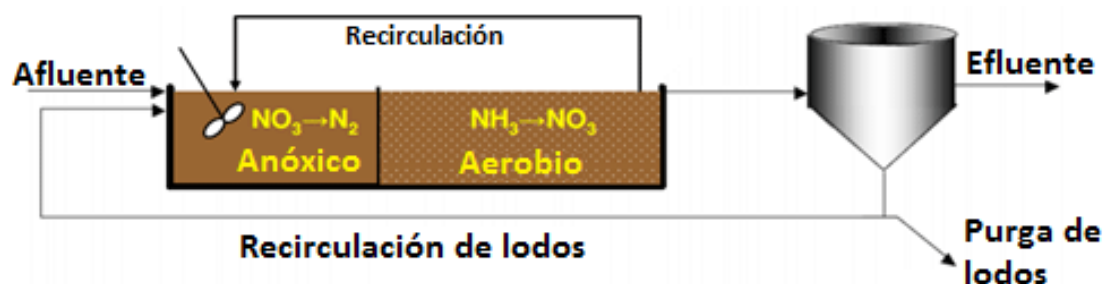 Recirculación
Afluente
Efluente
NO₃→N₂
NH₃→NO₃
Anóxico
Aerobio
Recirculación de lodos
Purga de
lodos